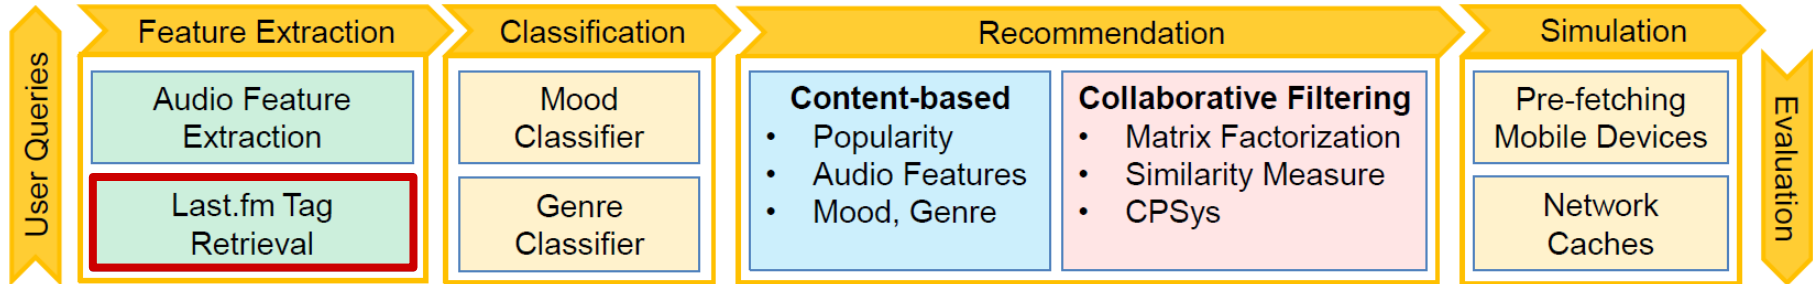 User Queries
Feature Extraction
Audio Feature
Extraction
Last.fm Tag
Retrieval
Classification
Mood
Classifier
Genre
Classifier
Recommendation
Content-based
• Popularity
• Audio Features
• Mood, Genre
Collaborative Filtering
• Matrix Factorization
• Similarity Measure
• CPSys
Simulation
Pre-fetching
Mobile Devices
Network
Caches
Evaluation